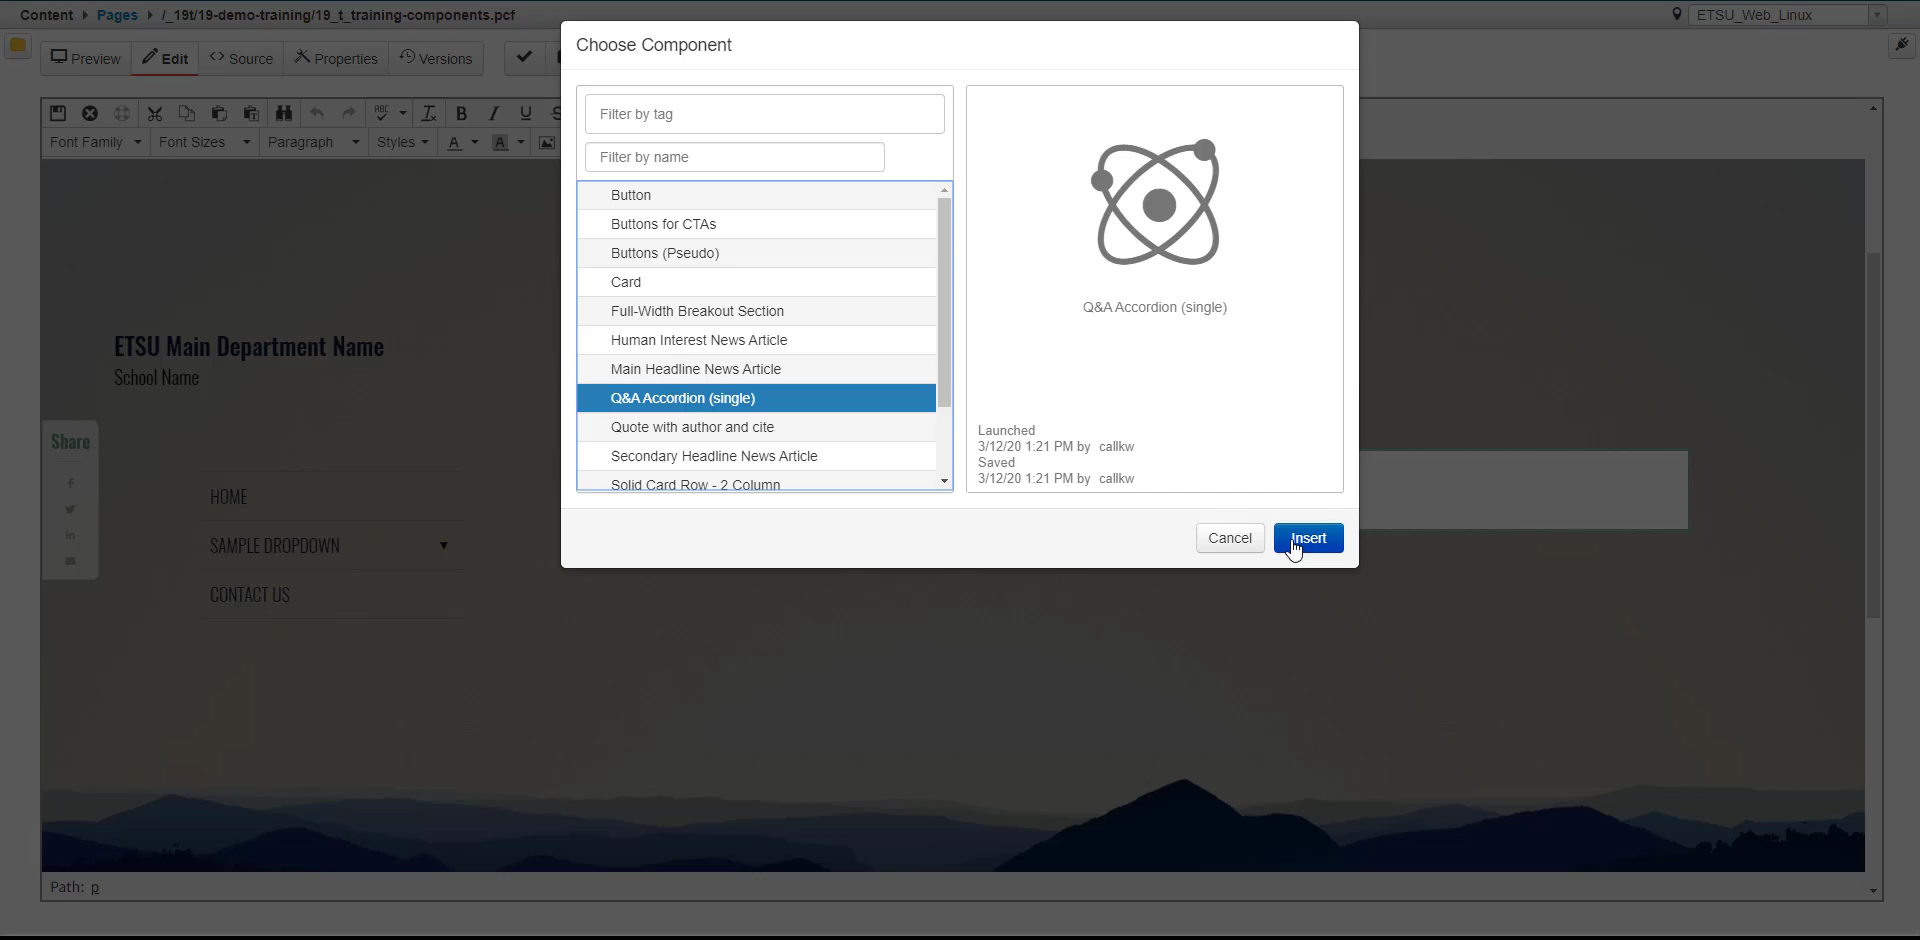 Content Pages /_19t/19-demo-training/19_t_training-components.pcf
ETSU_Web_Linux
Preview Edit Source Properties Versions
Choose Component
Filter by tag
Filter by name
Button
Buttons for CTAs
Buttons (Pseudo)
Card
Full-Width Breakout Section
Human Interest News Article
Main Headline News Article
Q&A Accordion (single)
Quote with author and cite
Secondary Headline News Article
Solid Card Row - 2 Column
Q&A Accordion (single)
Launched
3/12/20 1:21 PM by callkw
Saved
3/12/20 1:21 PM by callkw
Cancel Insert
ABC B I U S
Font Family Font Sizes Paragraph Styles A A
ETSU Main Department Name
School Name
Share
f
in
HOME
SAMPLE DROPDOWN
CONTACT US
Path: p